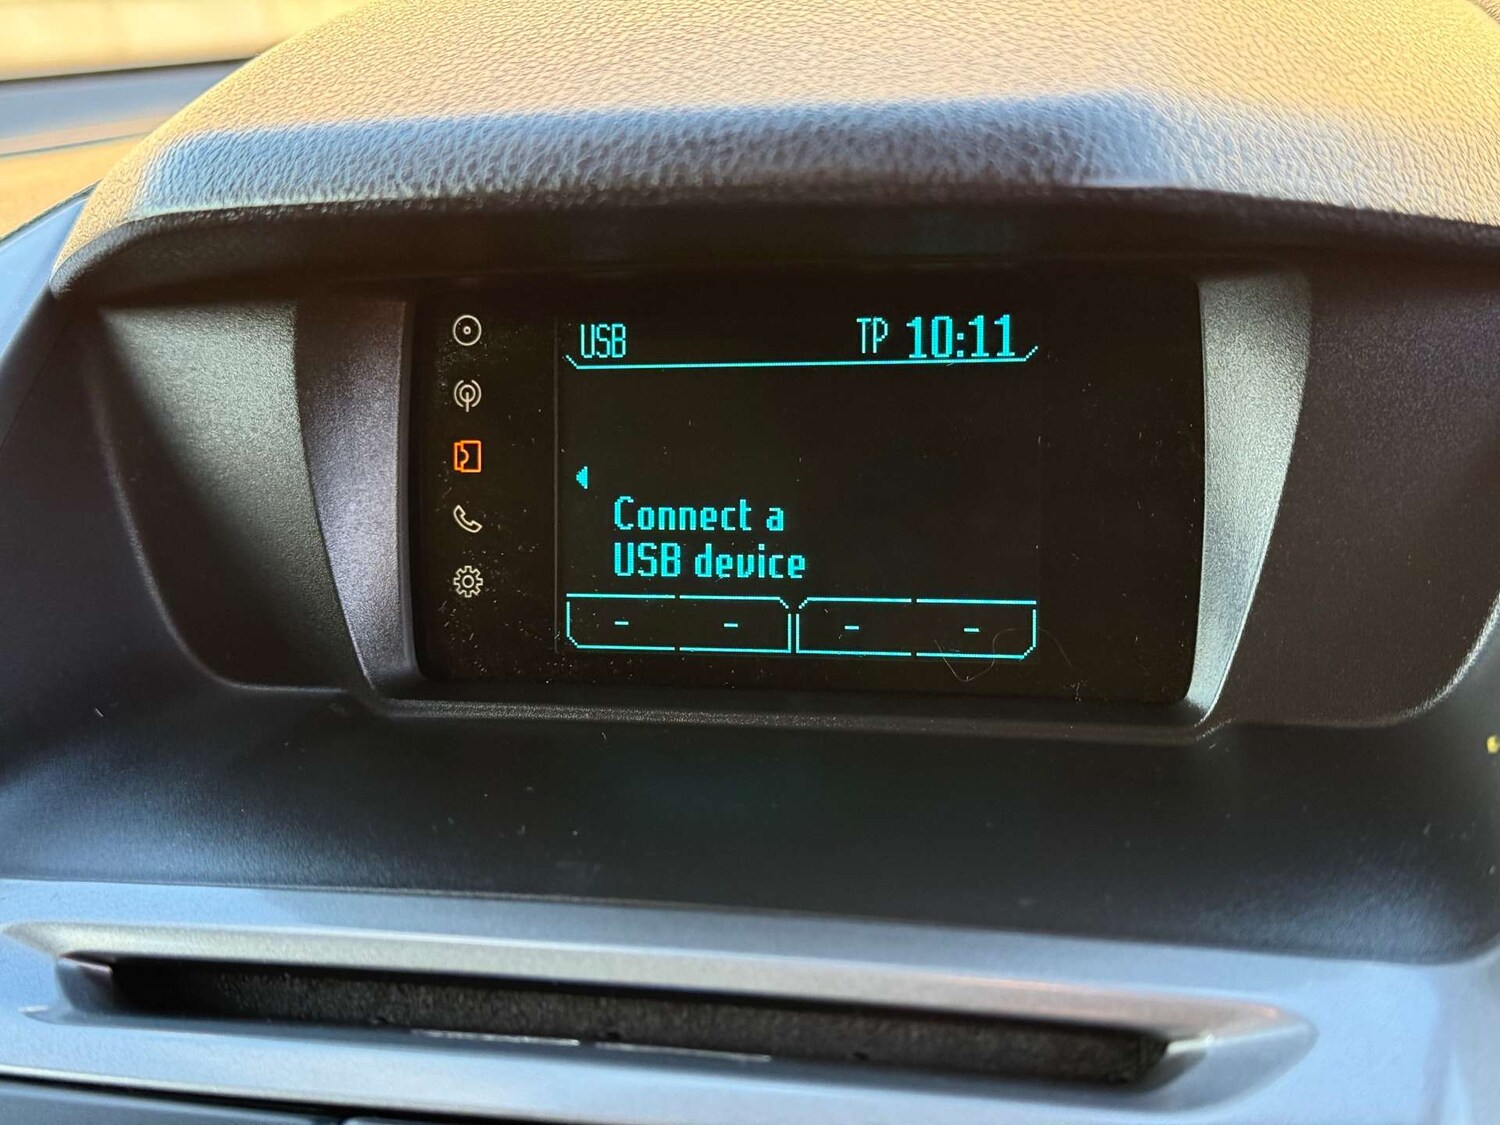 USB TP 10:11
Connect a
USB device
- - - -